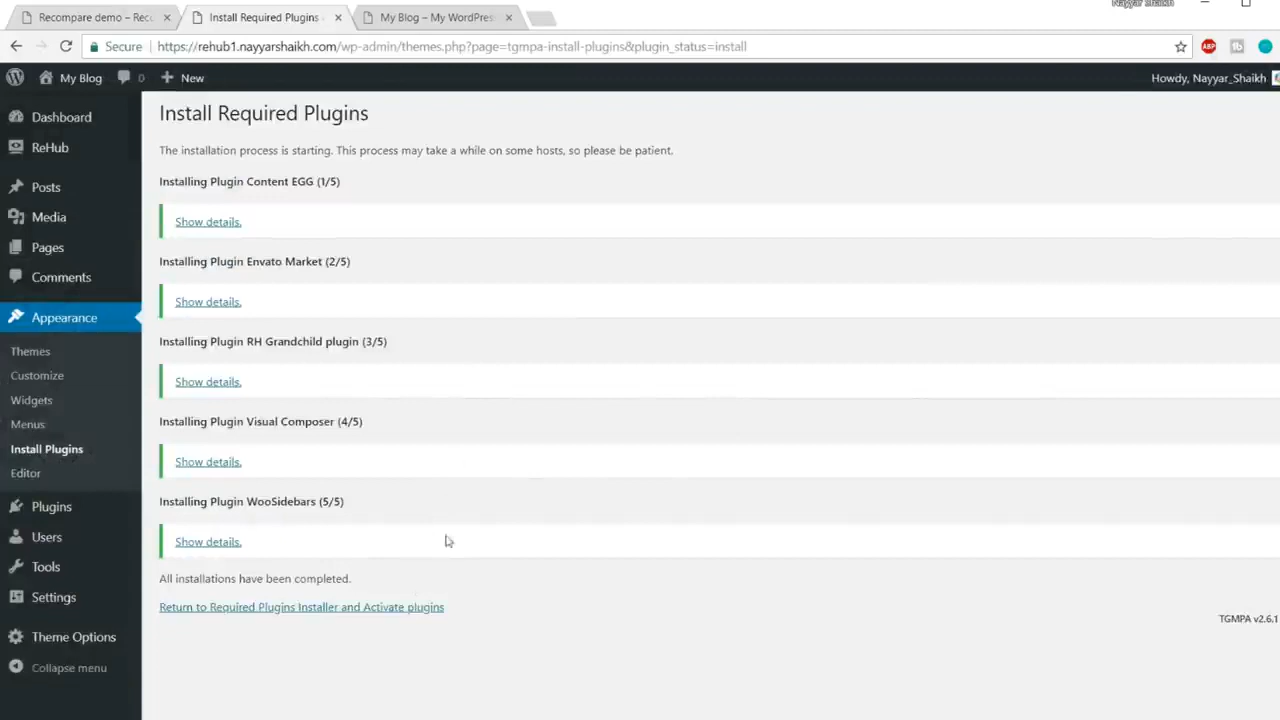 Nayyar Shaikh
Recompare demo – Recu
Install Required Plugins
My Blog – My WordPres
Secure
https://rehub1.nayyarshaikh.com/wp-admin/themes.php?page=tgmpa-install-plugins&plugin_status=install
ABP
My Blog
0
New
Howdy, Nayyar_Shaikh
Dashboard
ReHub
Posts
Media
Pages
Comments
Appearance
Themes
Customize
Widgets
Menus
Install Plugins
Editor
Plugins
Users
Tools
Settings
Theme Options
Collapse menu
Install Required Plugins
The installation process is starting. This process may take a while on some hosts, so please be patient.
Installing Plugin Content EGG (1/5)
Show details.
Installing Plugin Envato Market (2/5)
Show details.
Installing Plugin RH Grandchild plugin (3/5)
Show details.
Installing Plugin Visual Composer (4/5)
Show details.
Installing Plugin WooSidebars (5/5)
Show details.
All installations have been completed.
Return to Required Plugins Installer and Activate plugins
TGMPA v2.6.1